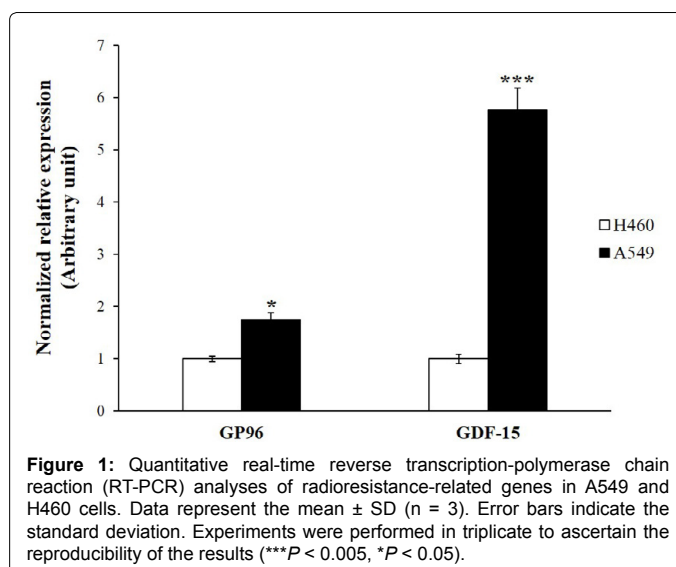 7
6
5
4
3
2
1
0
Normalized relative expression
(Arbitrary unit)
*
***
H460
A549
GP96
GDF-15
Figure 1: Quantitative real-time reverse transcription-polymerase chain
reaction (RT-PCR) analyses of radioresistance-related genes in A549 and
H460 cells. Data represent the mean ± SD (n = 3). Error bars indicate the
standard deviation. Experiments were performed in triplicate to ascertain the
reproducibility of the results (***P < 0.005, *P < 0.05).